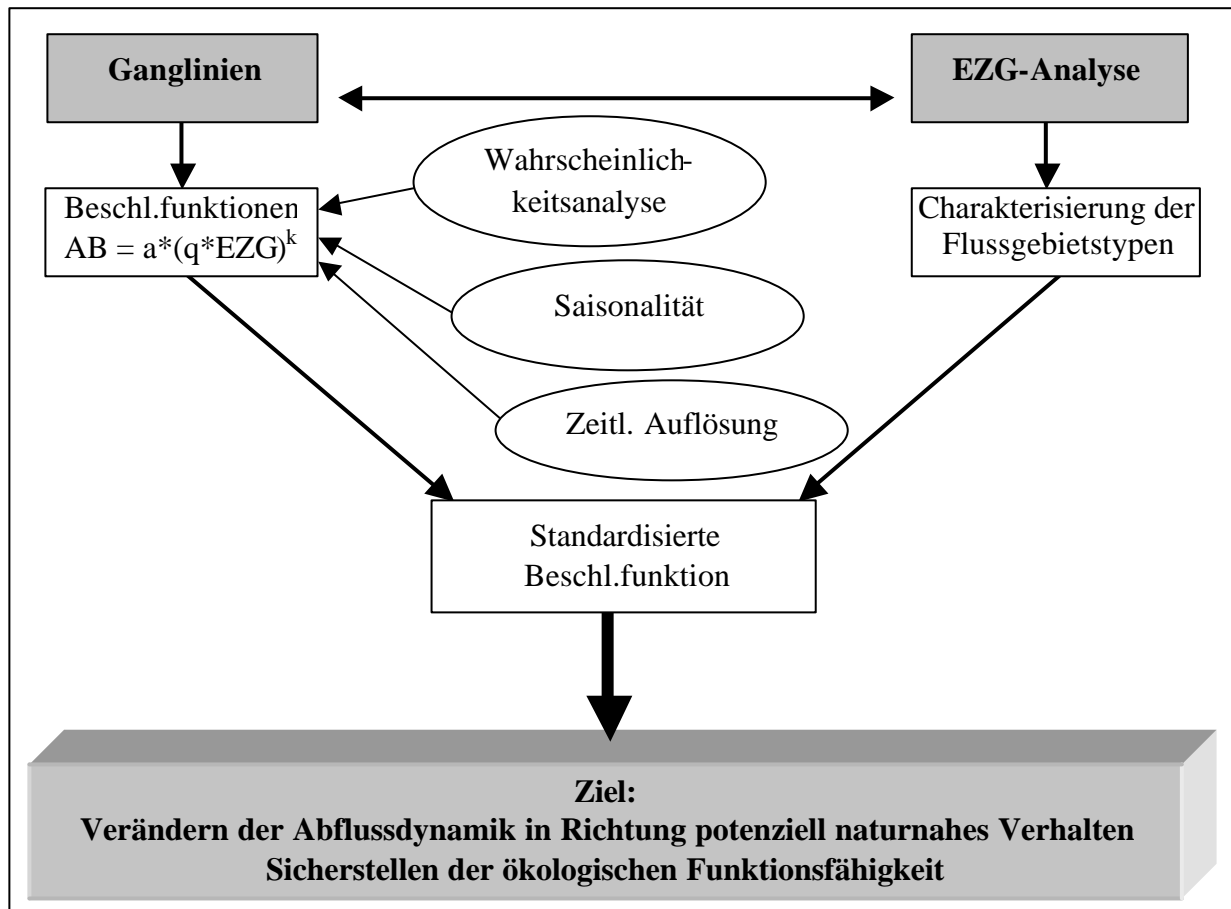 Ganglinien
EZG-Analyse
Wahrscheinlich-
keitsanalyse
Beschl.funktionen
AB = a*(q*EZG)^k
Charakterisierung der
Flussgebietstypen
Saisonalität
Zeitl. Auflösung
Standardisierte
Beschl.funktion
Ziel:
Verändern der Abflussdynamik in Richtung potenziell naturnahes Verhalten
Sicherstellen der ökologischen Funktionsfähigkeit